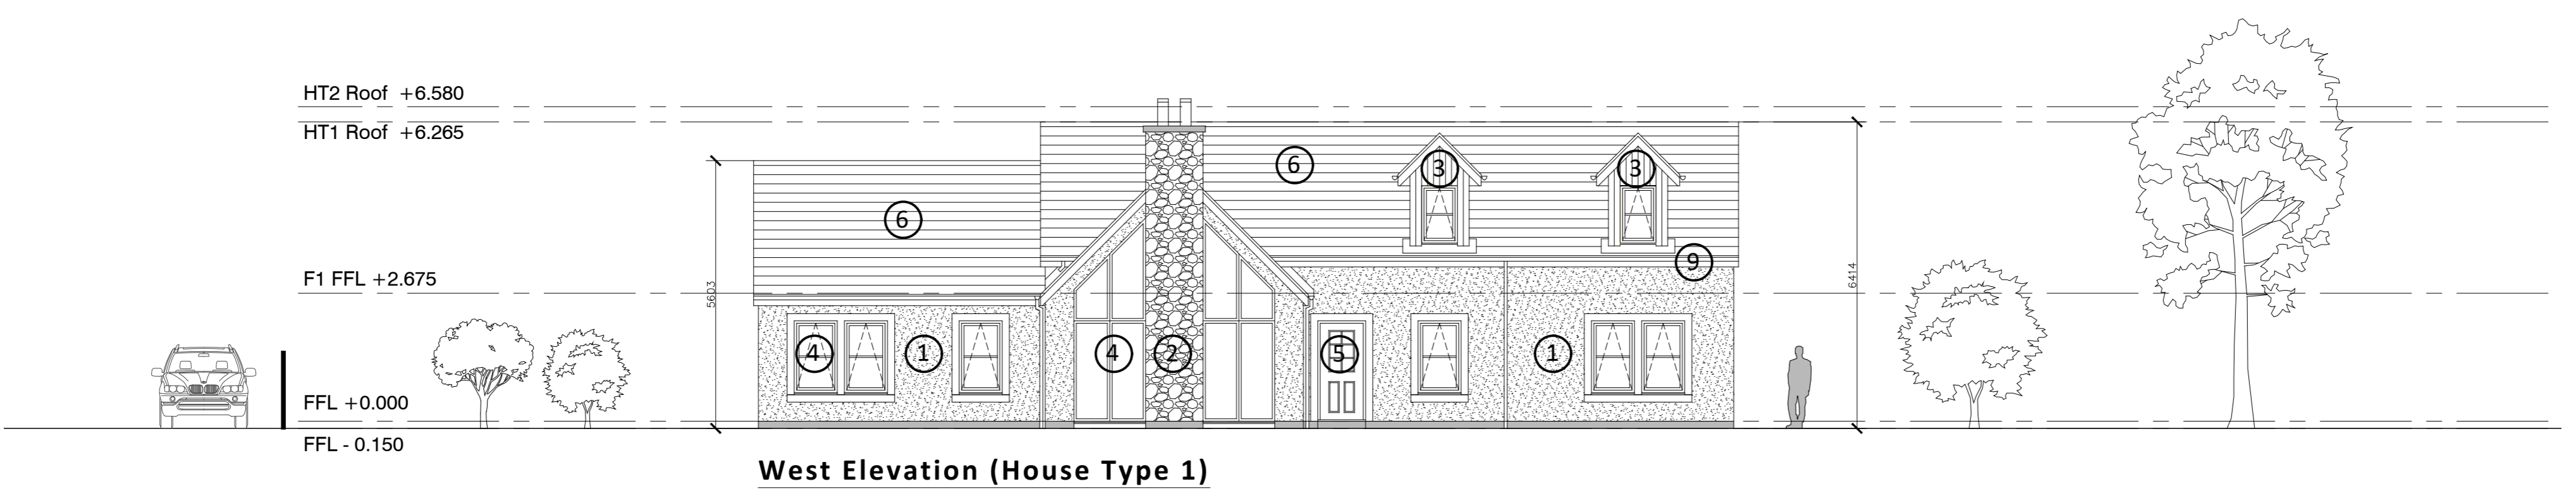 HT2 Roof +6.580
HT1 Roof +6.265
6 3 3
6
9
F1 FFL +2.675
5603
6414
4 1 4 2 5 1
FFL +0.000
FFL - 0.150
West Elevation (House Type 1)